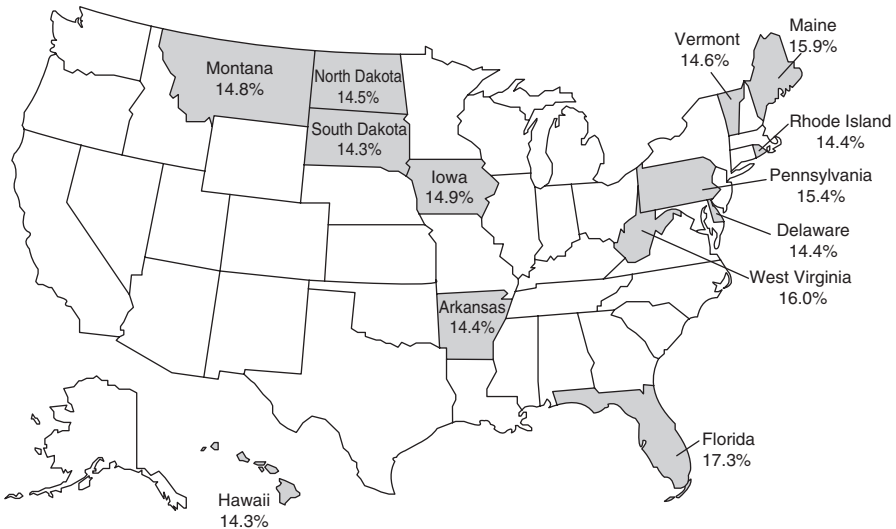 Maine
15.9%
Vermont
14.6%
Montana
14.8%
North Dakota
14.5%
South Dakota
14.3%
Rhode Island
14.4%
Iowa
14.9%
Pennsylvania
15.4%
Delaware
14.4%
West Virginia
16.0%
Arkansas
14.4%
Florida
17.3%
Hawaii
14.3%